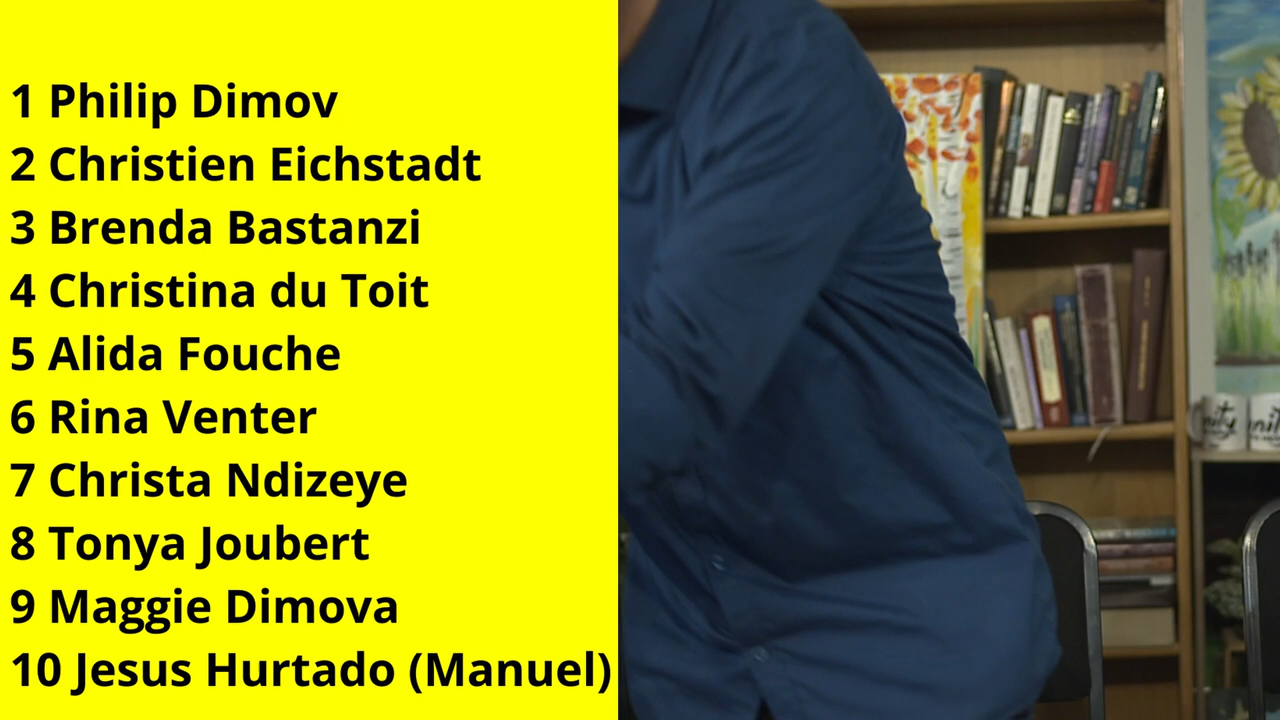 1 Philip Dimov
2 Christien Eichstadt
3 Brenda Bastanzi
4 Christina du Toit
5 Alida Fouche
6 Rina Venter
7 Christa Ndizeye
8 Tonya Joubert
9 Maggie Dimova
10 Jesus Hurtado (Manuel)